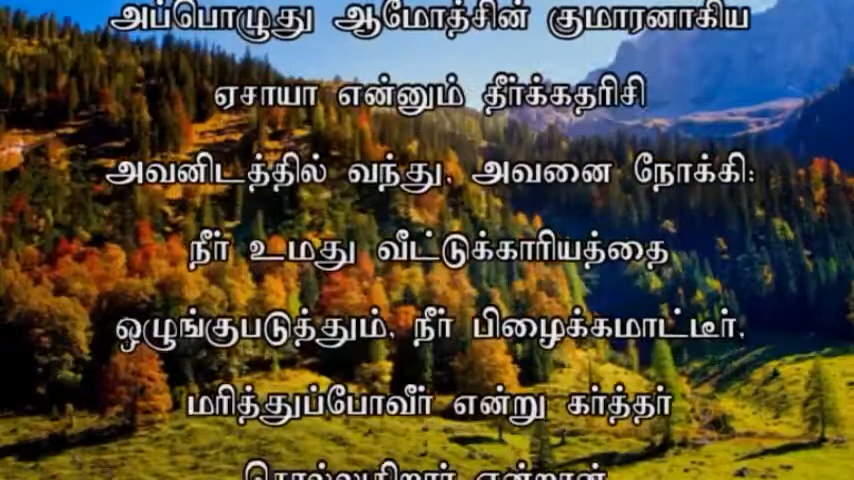 அப்பொழுது ஆமோத்சின் குமாரனாகிய
ஏசாயா என்னும் தீர்க்கதரிசி
அவனிடத்தில் வந்து, அவனை நோக்கி:
நீர் உமது வீட்டுக்காரியத்தை
ஒழுங்குபடுத்தும், நீர் பிழைக்கமாட்டீர்,
மரித்துப்போவீர் என்று கர்த்தர்
சொல்லுகிறார் என்றான்